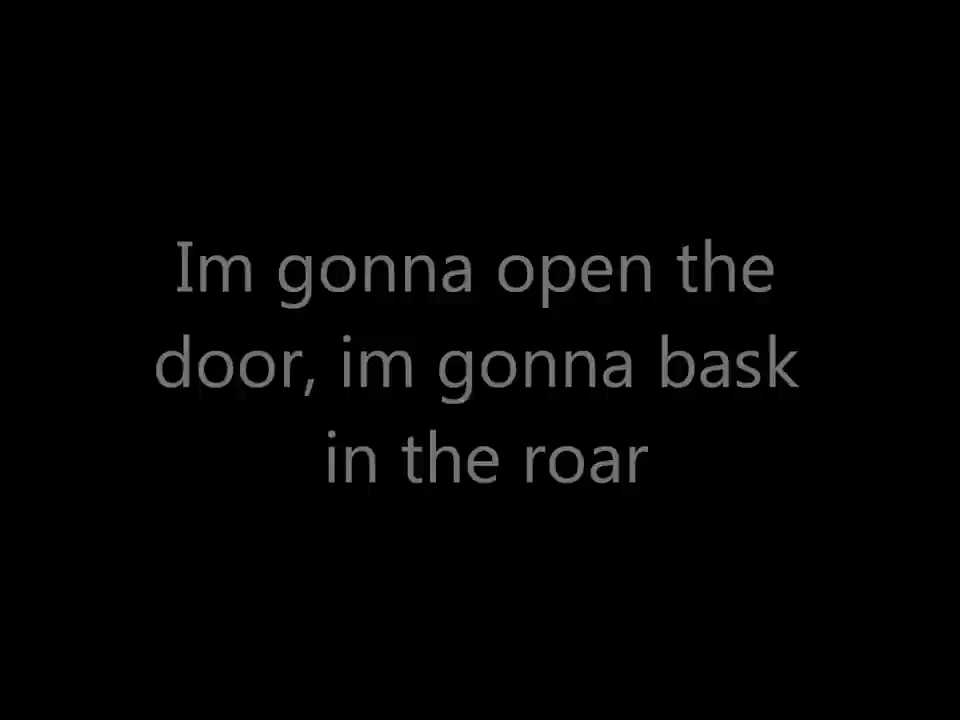 Im gonna open the
door, im gonna bask
in the roar